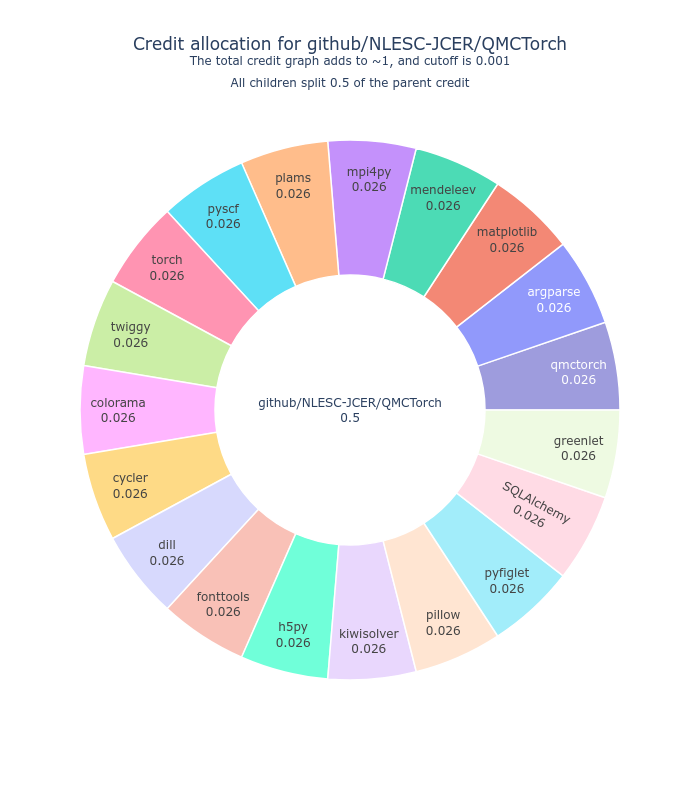 Credit allocation for github/NLESC-JCER/QMCTorch
The total credit graph adds to ~1, and cutoff is 0.001
All children split 0.5 of the parent credit
mpi4py
0.026
mendeleev
0.026
matplotlib
0.026
argparse
0.026
qmctorch
0.026
greenlet
0.026
SQLAlchemy
0.026
pyfiglet
0.026
pillow
0.026
kiwisolver
0.026
h5py
0.026
fonttools
0.026
dill
0.026
cycler
0.026
colorama
0.026
twiggy
0.026
torch
0.026
pyscf
0.026
plams
0.026
github/NLESC-JCER/QMCTorch
0.5